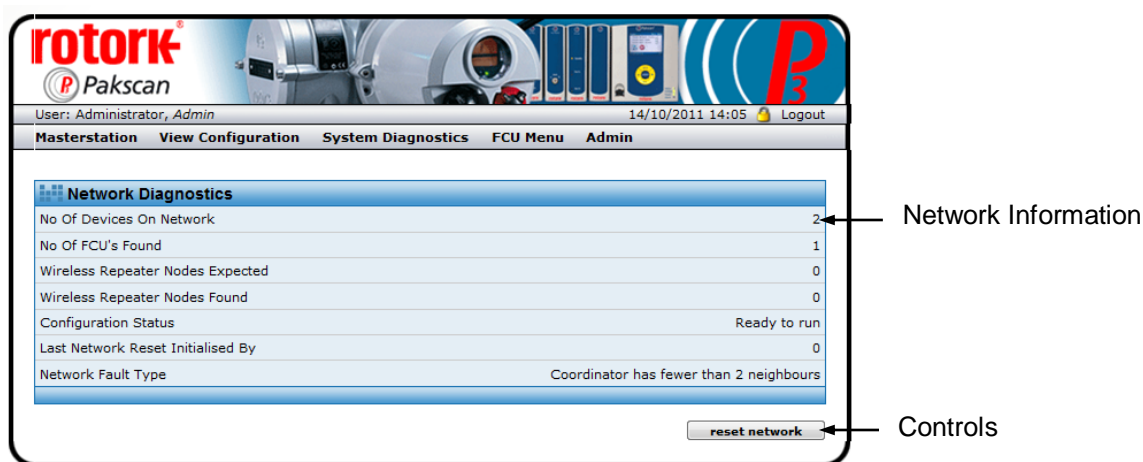 rotork®
P Pakscan
P3
User: Administrator, Admin 14/10/2011 14:05 Logout
Masterstation View Configuration System Diagnostics FCU Menu Admin
Network Diagnostics
No Of Devices On Network 2
Network Information
No Of FCU's Found 1
Wireless Repeater Nodes Expected 0
Wireless Repeater Nodes Found 0
Configuration Status Ready to run
Last Network Reset Initialised By 0
Network Fault Type Coordinator has fewer than 2 neighbours
reset network
Controls